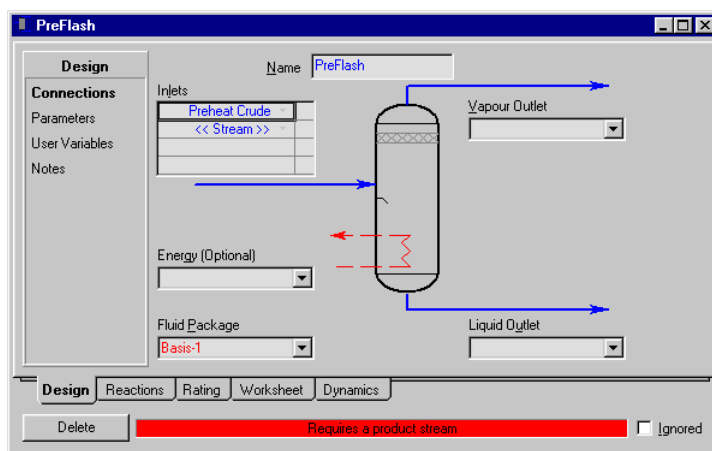 PreFlash
Design
Connections
Parameters
User Variables
Notes
Name PreFlash
Inlets
Preheat Crude
<< Stream >>
Vapour Outlet
Energy (Optional)
Fluid Package
Basis-1
Liquid Outlet
Design Reactions Rating Worksheet Dynamics
Delete Requires a product stream Ignored